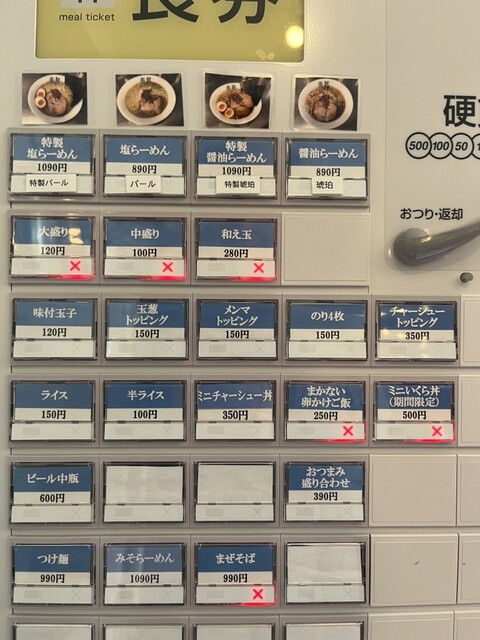 食券
meal ticket
特製
塩らーめん
1090円
特製パール
塩らーめん
890円
パール
特製
醤油らーめん
1090円
特製琥珀
醤油らーめん
890円
琥珀
大盛り
120円
中盛り
100円
和え玉
280円
味付玉子
120円
玉葱
トッピング
150円
メンマ
トッピング
150円
のり4枚
150円
チャーシュー
トッピング
350円
ライス
150円
半ライス
100円
ミニチャーシュー丼
350円
まかない
卵かけご飯
250円
ミニいくら丼
(期間限定)
500円
ビール中瓶
600円
おつまみ
盛り合わせ
390円
つけ麺
990円
みそらーめん
1090円
まぜそば
990円
硬
500 100 50 1
おつり・返却